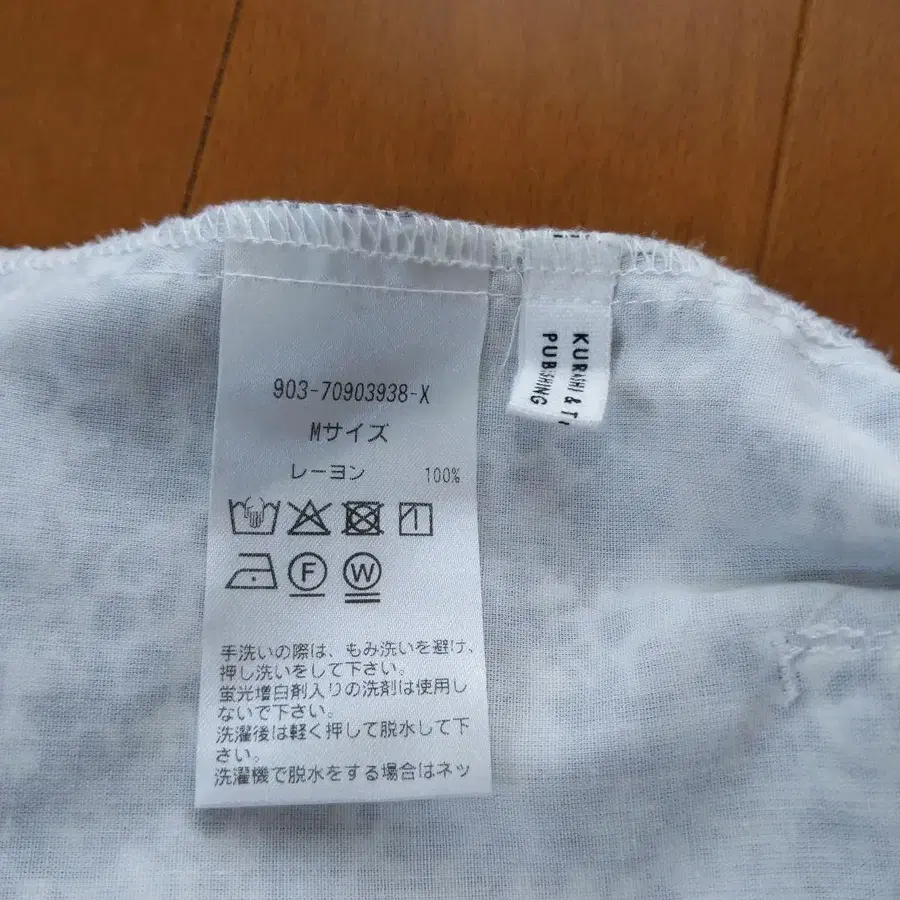 903-70903938-X
Mサイズ
レーヨン 100%
F W
手洗いの際は、もみ洗いを避け、
押し洗いをして下さい。
蛍光増白剤入りの洗剤は使用し
ないで下さい。
洗濯後は軽く押して脱水して下
さい。
洗濯機で脱水をする場合はネッ
KURASHI & T
PUBLISHING